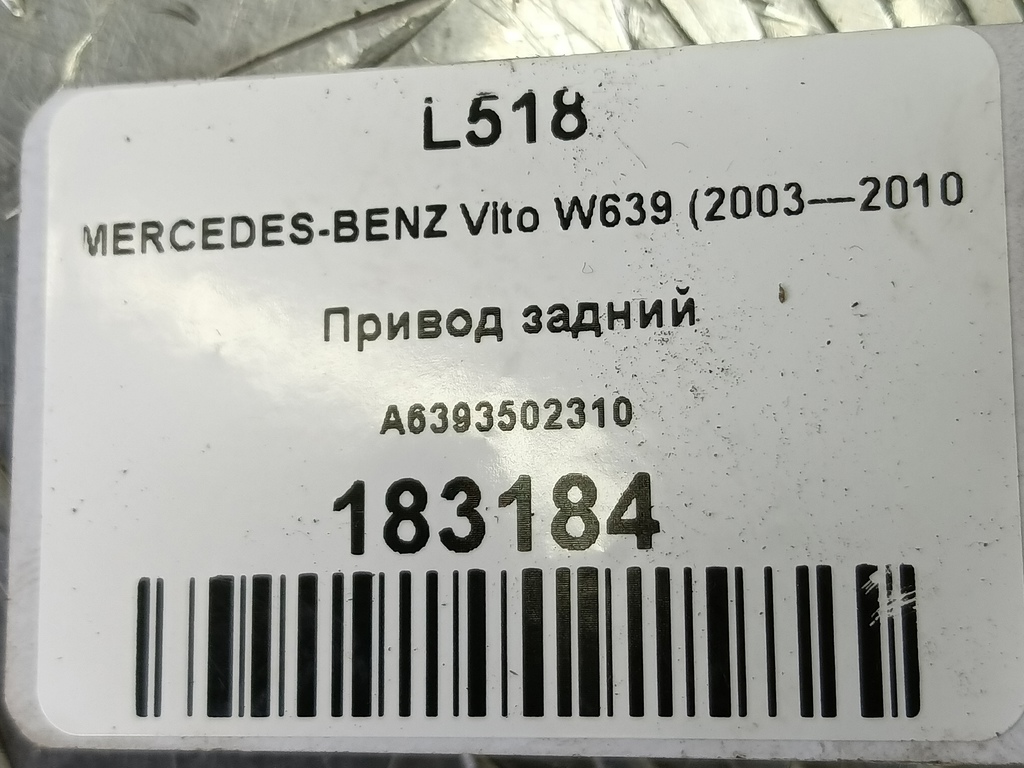 L518
MERCEDES-BENZ Vito W639 (2003—2010
Привод задний
A6393502310
183184